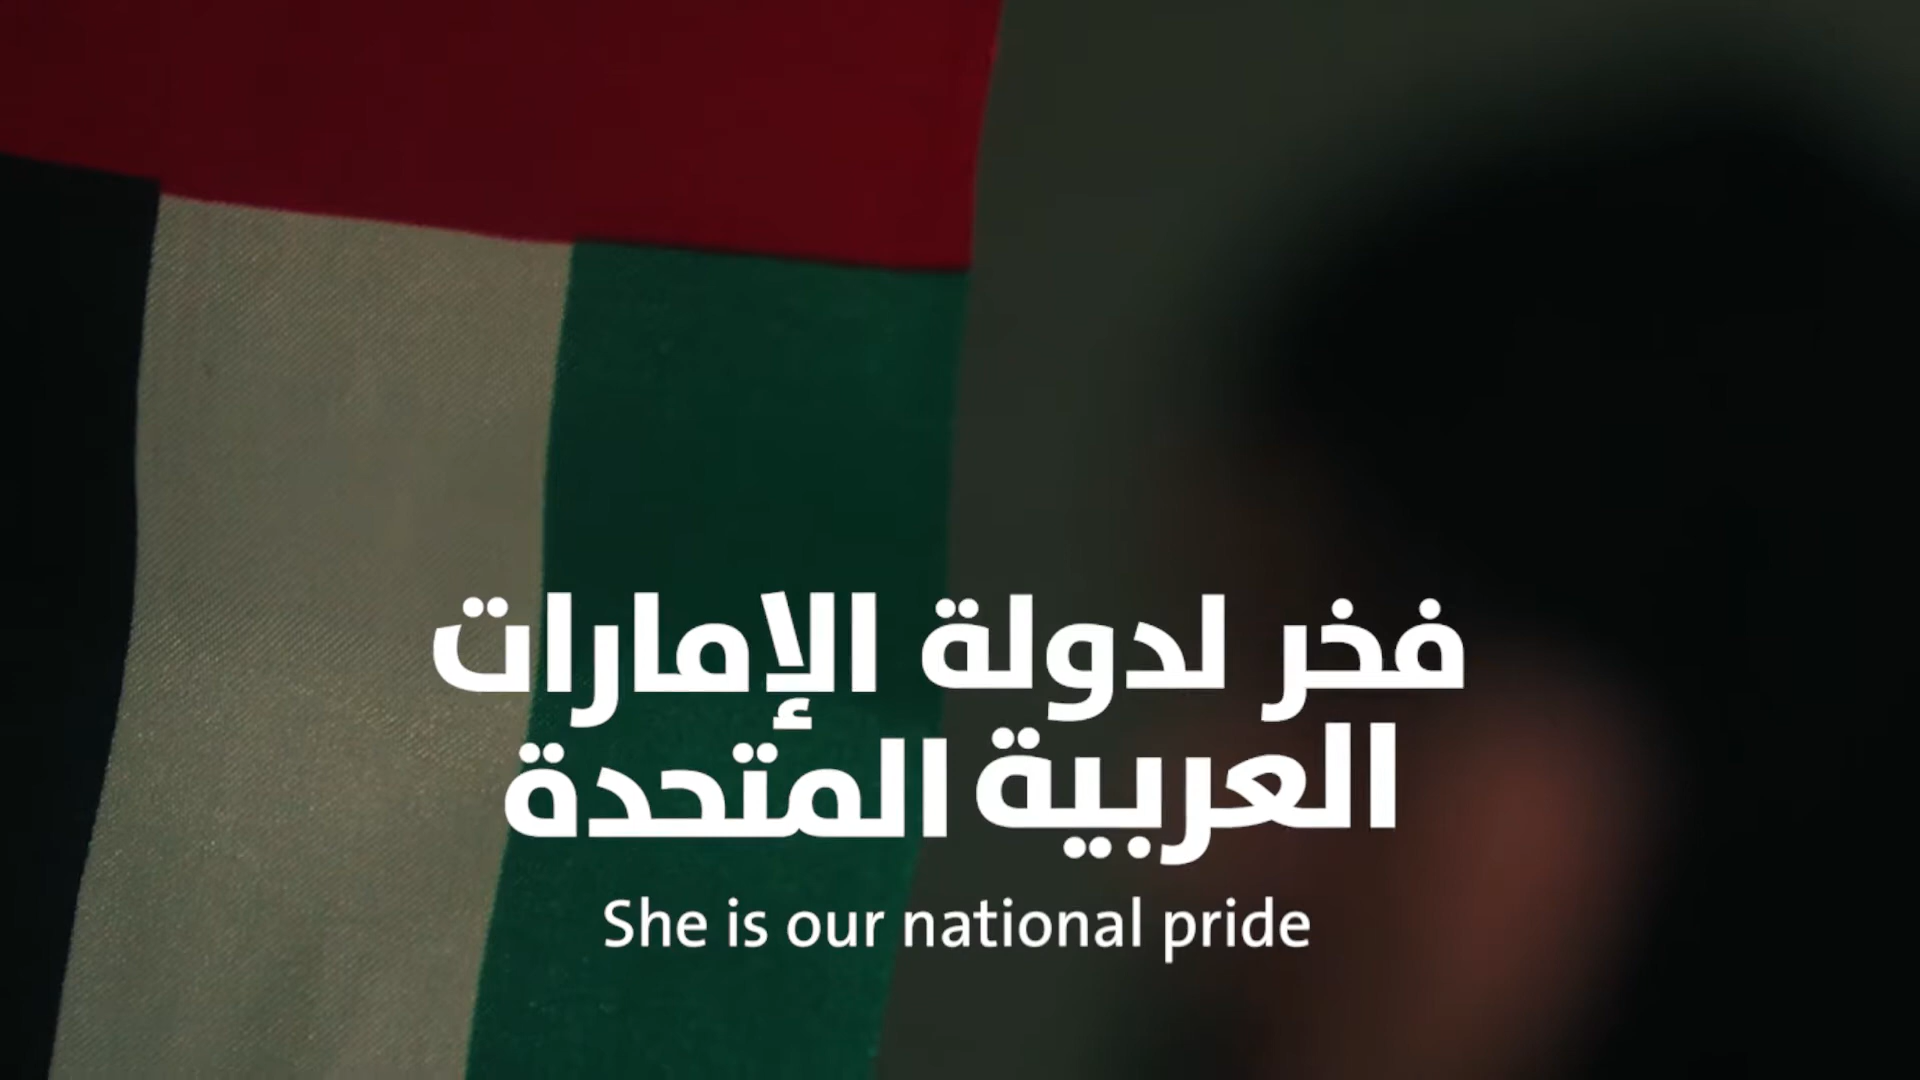 فخر لدولة الإمارات
العربية المتحدة
She is our national pride